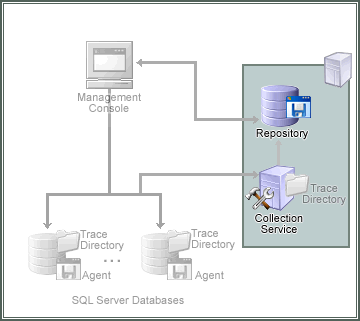 Management
Console
Repository
Trace
Directory
Collection
Service
Trace
Directory
Agent
...
Trace
Directory
Agent
SQL Server Databases